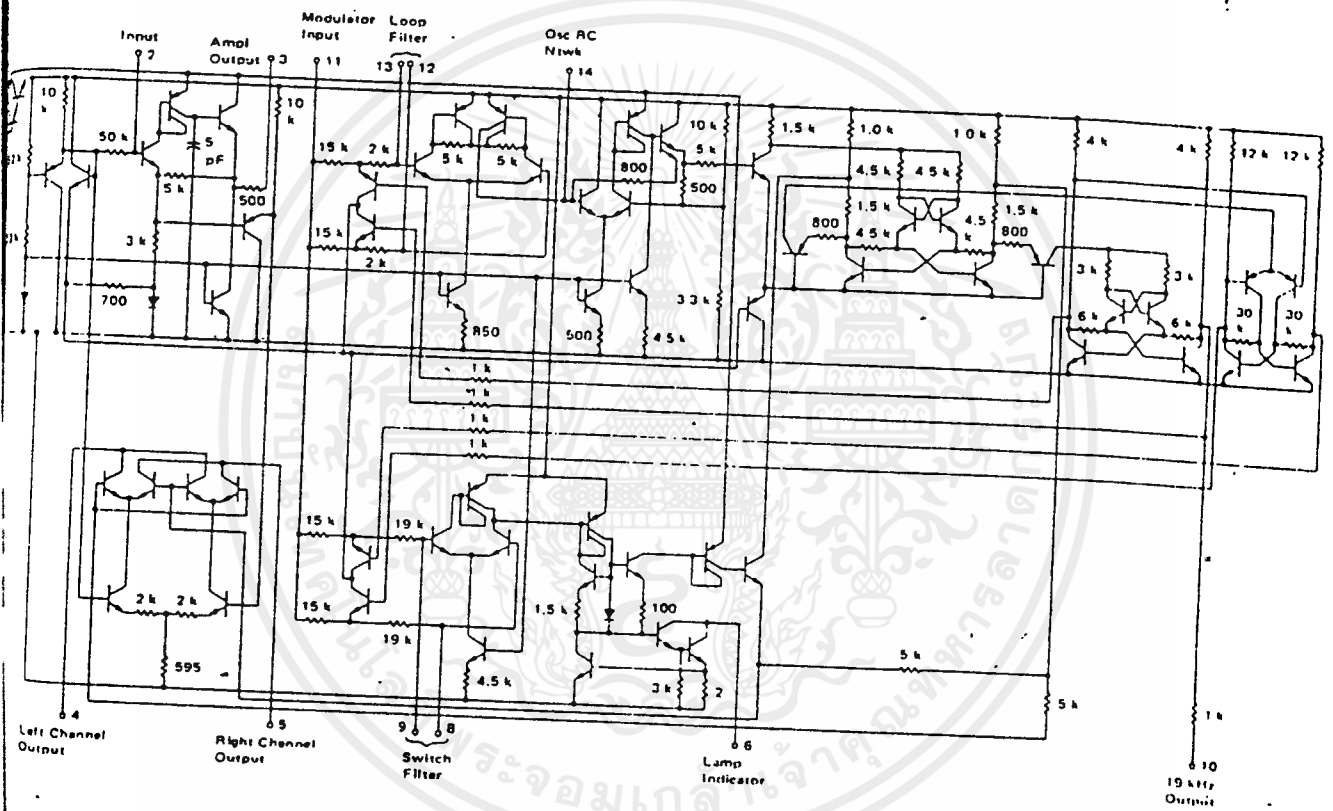 Modulator Input
Loop Filter
Input
Ampl Output
Osc RC Ntwk
2
3
11
13
12
14
10 k
10 k
50 k
5 pF
5 k
500
3 k
700
15 k
2 k
5 k
5 k
15 k
2 k
850
800
5 k
500
10 k
500
4.5 k
3.3 k
1.5 k
1.0 k
1.0 k
4.5 k
4.5 k
1.5 k
4.5 k
1.5 k
800
4.5 k
800
4 k
4 k
3 k
3 k
6 k
6 k
12 k
12 k
30 k
30 k
1 k
1 k
1 k
1 k
2 k
2 k
595
15 k
19 k
15 k
19 k
4.5 k
1.5 k
100
3 k
2
5 k
5 k
1 k
4
Left Channel Output
5
Right Channel Output
9
8
Switch Filter
6
Lamp Indicator
10
19 kHz Output